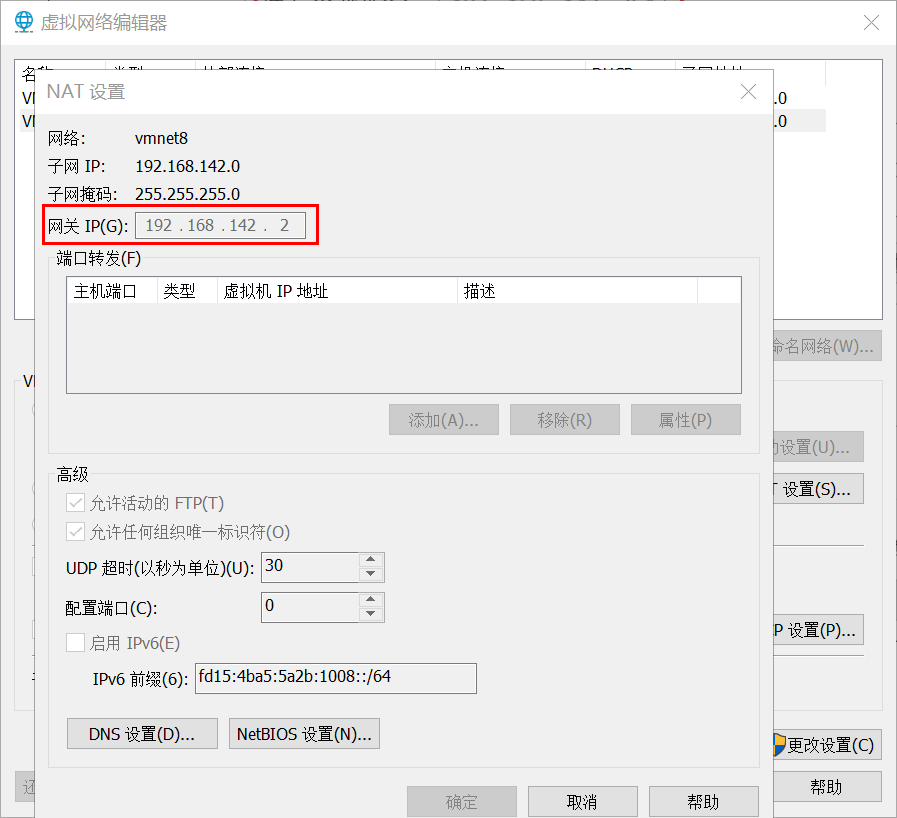 虚拟网络编辑器
NAT 设置
.0
.0
网络: vmnet8
子网 IP: 192.168.142.0
子网掩码: 255.255.255.0
网关 IP(G): 192 . 168 . 142 . 2
端口转发(F)
主机端口 类型 虚拟机 IP 地址 描述
命名网络(W)...
添加(A)... 移除(R) 属性(P)
设置(U)...
高级
T 设置(S)...
允许活动的 FTP(T)
允许任何组织唯一标识符(O)
UDP 超时(以秒为单位)(U): 30
配置端口(C): 0
P 设置(P)...
启用 IPv6(E)
IPv6 前缀(6): fd15:4ba5:5a2b:1008::/64
DNS 设置(D)... NetBIOS 设置(N)...
更改设置(C)
还
帮助
确定 取消 帮助